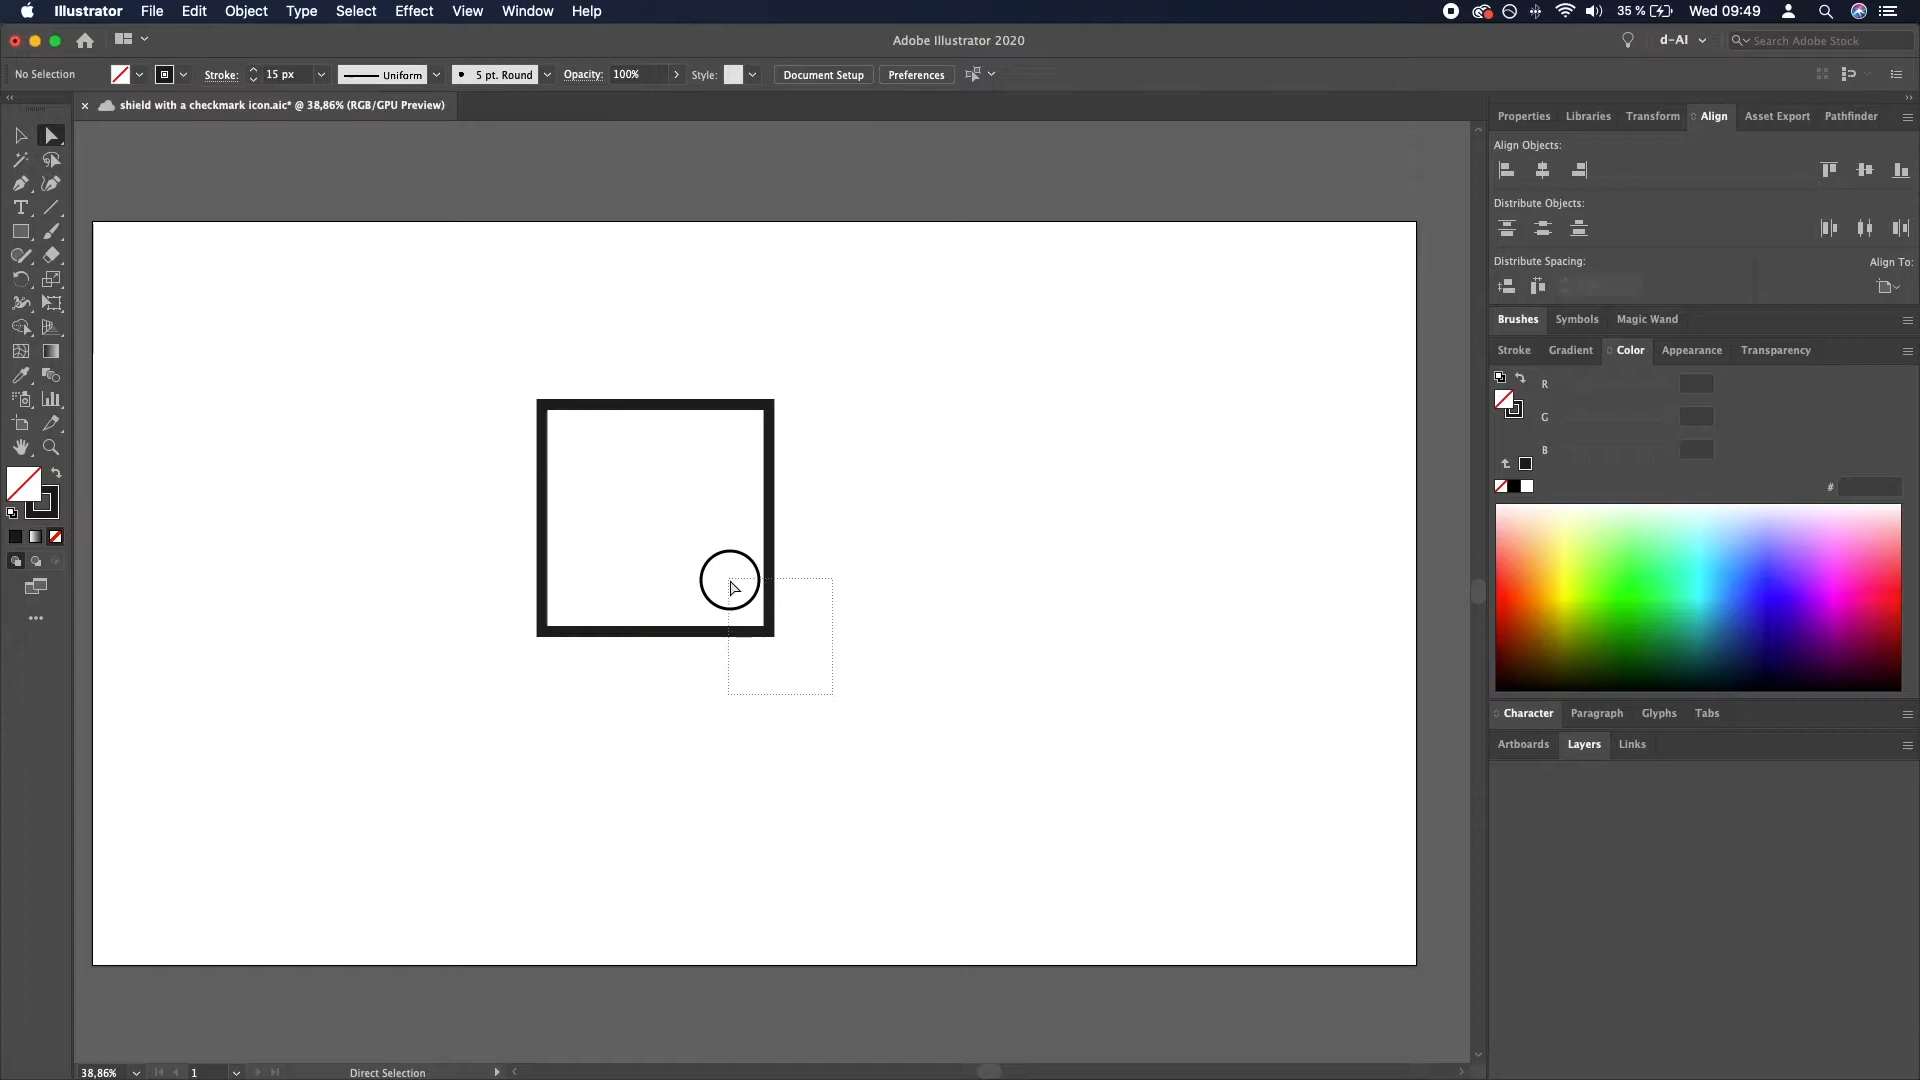 Illustrator File Edit Object Type Select Effect View Window Help 35 % Wed 09:49
Adobe Illustrator 2020 d-AI Search Adobe Stock
No Selection Stroke: 15 px Uniform 5 pt. Round Opacity: 100% Style: Document Setup Preferences
× shield with a checkmark icon.aic* @ 38,86% (RGB/GPU Preview)
Properties Libraries Transform Align Asset Export Pathfinder
Align Objects:
Distribute Objects:
Distribute Spacing: Align To:
Brushes Symbols Magic Wand
Stroke Gradient Color Appearance Transparency
R
G
B
#
Character Paragraph Glyphs Tabs
Artboards Layers Links
38,86% 1 Direct Selection